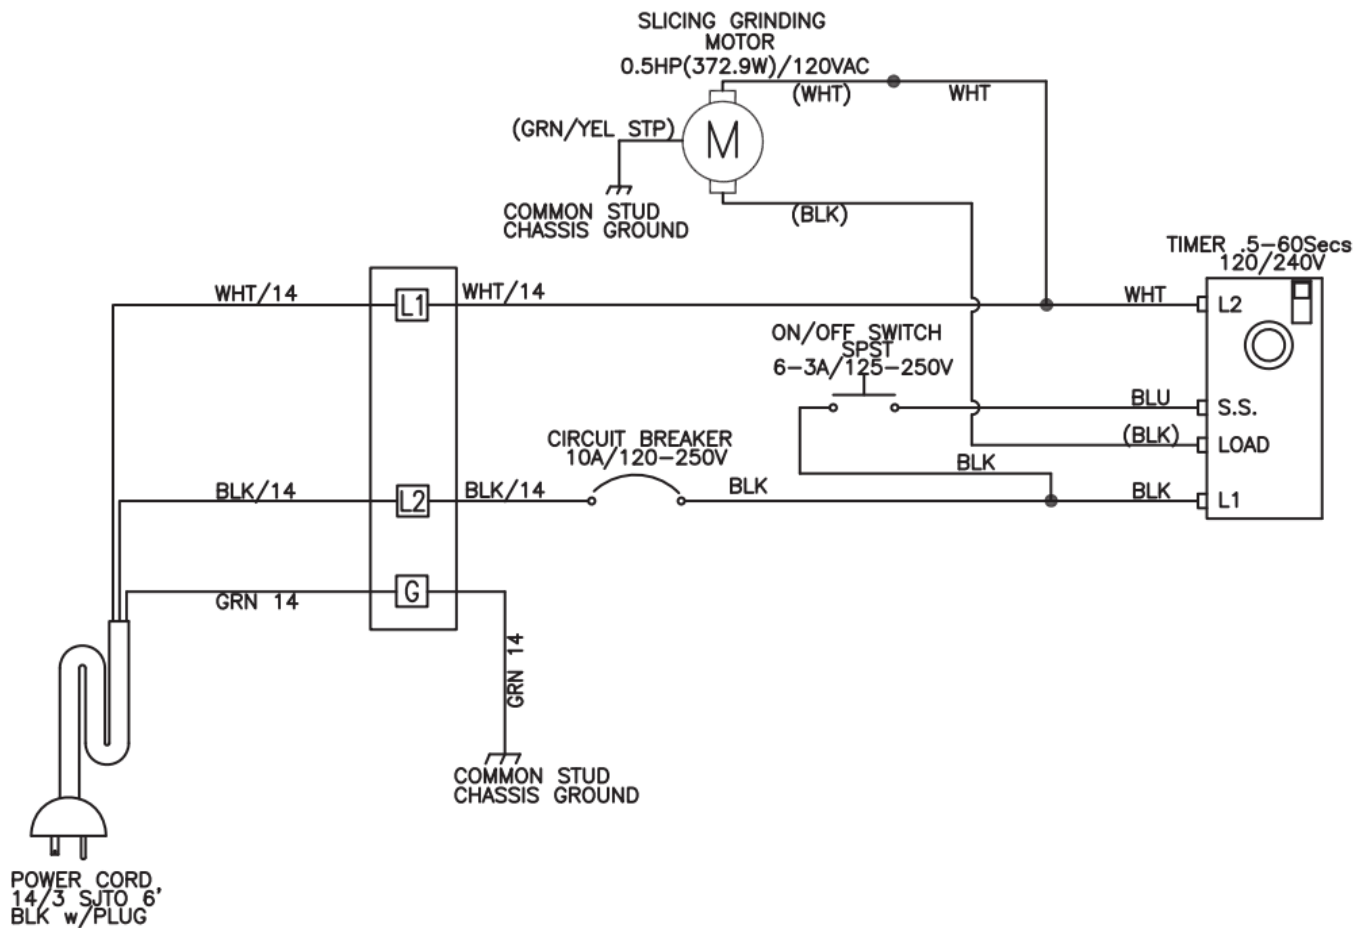 SLICING GRINDING
MOTOR
0.5HP(372.9W)/120VAC
(WHT)
WHT
(GRN/YEL STP)
M
COMMON STUD
CHASSIS GROUND
(BLK)
TIMER .5-60Secs
120/240V
WHT/14
L1
WHT/14
WHT
L2
ON/OFF SWITCH
SPST
6-3A/125-250V
BLU
S.S.
CIRCUIT BREAKER
10A/120-250V
(BLK)
LOAD
BLK
BLK/14
L2
BLK/14
BLK
BLK
L1
GRN 14
G
GRN 14
COMMON STUD
CHASSIS GROUND
POWER CORD
14/3 SJTO 6'
BLK w/PLUG